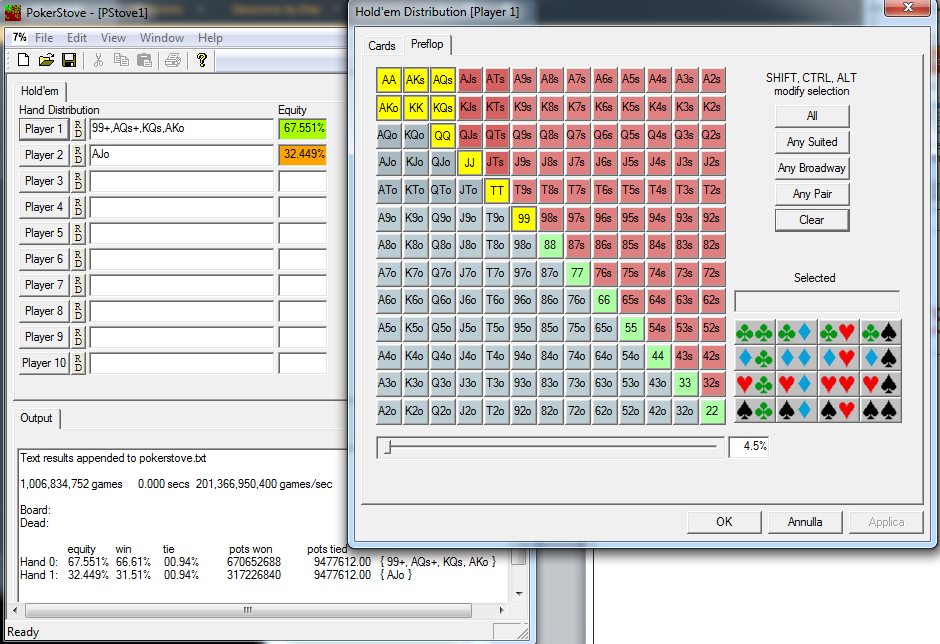 PokerStove - [PStove1]
7% File Edit View Window Help
Hold'em
Hand Distribution Equity
Player 1 R D 99+,AQs+,KQs,AKo 67.551%
Player 2 R D AJo 32.449%
Player 3 R D
Player 4 R D
Player 5 R D
Player 6 R D
Player 7 R D
Player 8 R D
Player 9 R D
Player 10 R D
Output
Text results appended to pokerstove.txt
1,006,834,752 games 0.000 secs 201,366,950,400 games/sec
Board:
Dead:
equity win tie pots won pots tied
Hand 0: 67.551% 66.61% 00.94% 670652688 9477612.00 { 99+, AQs+, KQs, AKo }
Hand 1: 32.449% 31.51% 00.94% 317226840 9477612.00 { AJo }
Ready
Hold'em Distribution [Player 1]
Cards Preflop
AA AKs AQs AJs ATs A9s A8s A7s A6s A5s A4s A3s A2s
AKo KK KQs KJs KTs K9s K8s K7s K6s K5s K4s K3s K2s
AQo KQo QQ QJs QTs Q9s Q8s Q7s Q6s Q5s Q4s Q3s Q2s
AJo KJo QJo JJ JTs J9s J8s J7s J6s J5s J4s J3s J2s
ATo KTo QTo JTo TT T9s T8s T7s T6s T5s T4s T3s T2s
A9o K9o Q9o J9o T9o 99 98s 97s 96s 95s 94s 93s 92s
A8o K8o Q8o J8o T8o 98o 88 87s 86s 85s 84s 83s 82s
A7o K7o Q7o J7o T7o 97o 87o 77 76s 75s 74s 73s 72s
A6o K6o Q6o J6o T6o 96o 86o 76o 66 65s 64s 63s 62s
A5o K5o Q5o J5o T5o 95o 85o 75o 65o 55 54s 53s 52s
A4o K4o Q4o J4o T4o 94o 84o 74o 64o 54o 44 43s 42s
A3o K3o Q3o J3o T3o 93o 83o 73o 63o 53o 43o 33 32s
A2o K2o Q2o J2o T2o 92o 82o 72o 62o 52o 42o 32o 22
4.5%
SHIFT, CTRL, ALT
modify selection
All
Any Suited
Any Broadway
Any Pair
Clear
Selected
OK Annulla Applica